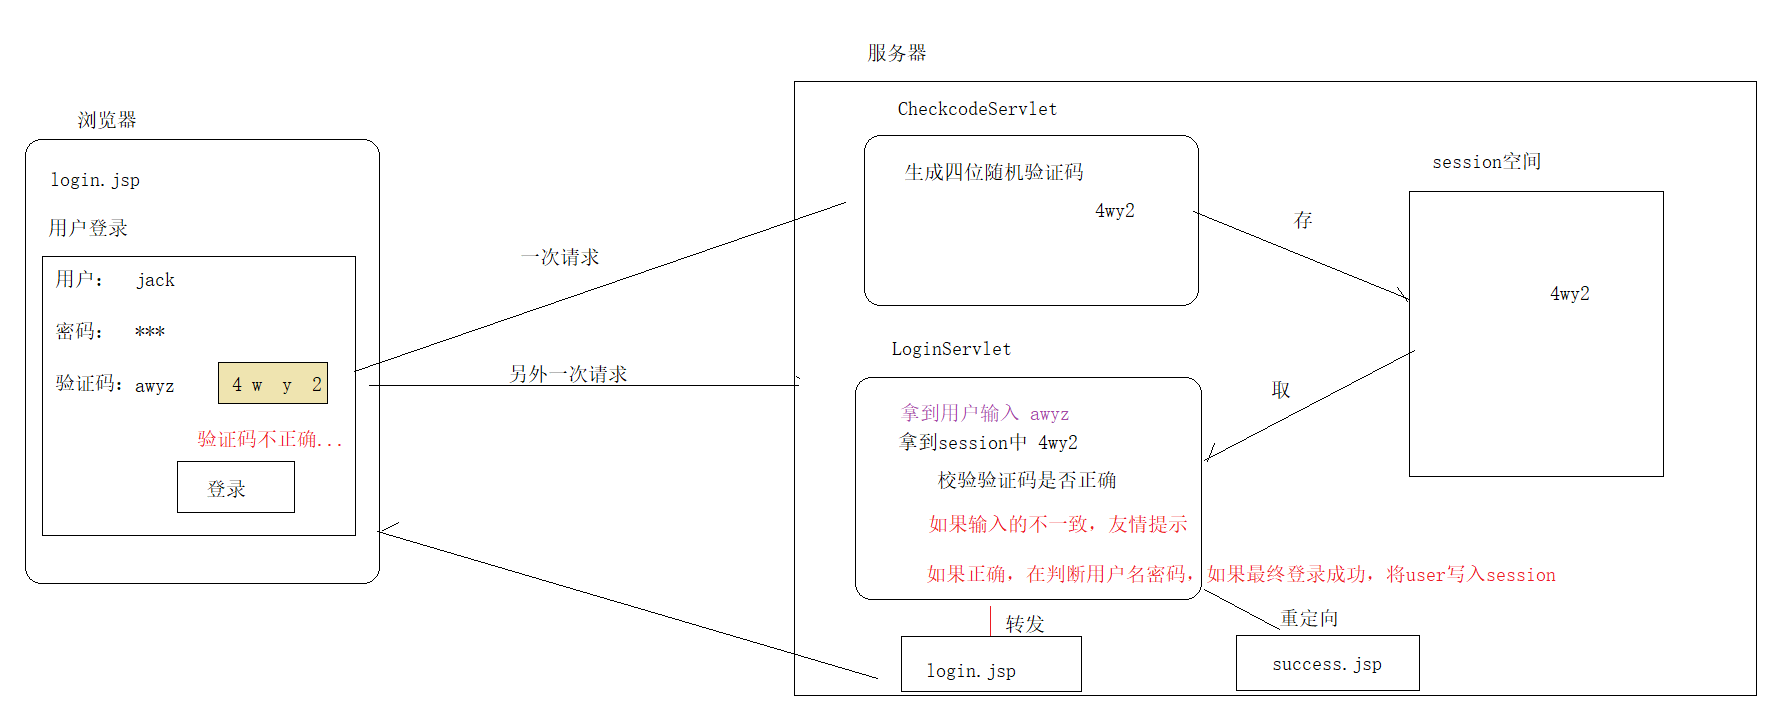 服务器
浏览器
login.jsp
用户登录
用户： jack
密码： ***
验证码：awyz 4 w y 2
验证码不正确...
登录
一次请求
另外一次请求
CheckcodeServlet
生成四位随机验证码
4wy2
存
session空间
4wy2
取
LoginServlet
拿到用户输入 awyz
拿到session中 4wy2
校验验证码是否正确
如果输入的不一致，友情提示
如果正确，在判断用户名密码，如果最终登录成功，将user写入session
转发
login.jsp
重定向
success.jsp